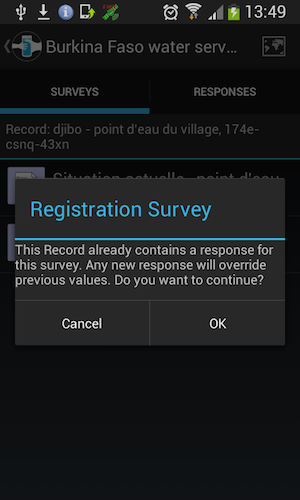 13:49
Burkina Faso water serv...
SURVEYS
RESPONSES
Record: djibo - point d'eau du village, 174e-
csnq-43xn
Situation actuelle - point d'eau
Registration Survey
This Record already contains a response for
this survey. Any new response will override
previous values. Do you want to continue?
Cancel
OK